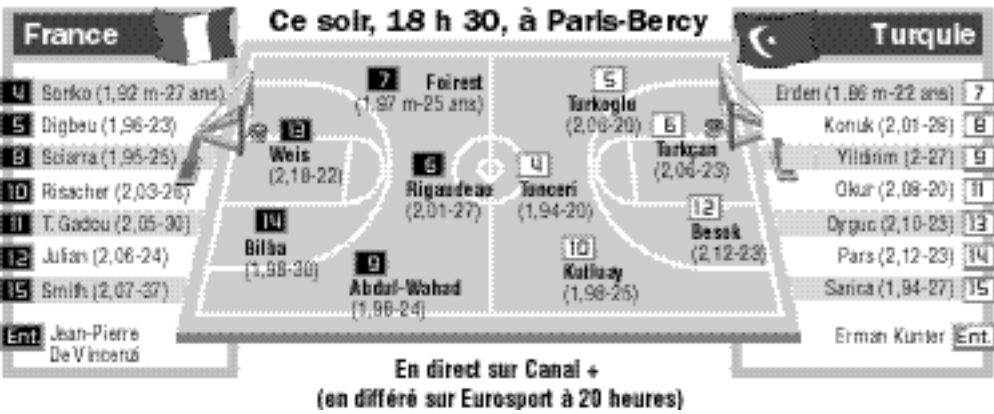 Ce soir, 18 h 30, à Paris-Bercy
France
4 Sonko (1,92 m-27 ans)
5 Digbeu (1,96-23)
8 Sciarra (1,95-25)
10 Risacher (2,03-26)
11 T. Gadou (2,05-30)
12 Julian (2,06-24)
15 Smith (2,07-37)
Ent. Jean-Pierre
De Vincenzi
7 Foirest
(1,97 m-25 ans)
13
Weis
(2,18-22)
6
Rigaudeau
(2,01-27)
14
Bilba
(1,98-30)
9
Abdul-Wahad
(1,98-24)
5
Turkoglu
(2,06-20)
6
Turkçan
(2,06-23)
4
Tunceri
(1,94-20)
12
Besok
(2,12-23)
10
Kutluay
(1,98-25)
Turquie
Erden (1,86 m-22 ans) 7
Konuk (2,01-28) 8
Yildirim (2-27) 9
Okur (2,08-20) 11
(2,10-23) 13
Pars (2,12-23) 14
Sarica (1,94-27) 15
Erman Kunter Ent.
En direct sur Canal +
(en différé sur Eurosport à 20 heures)